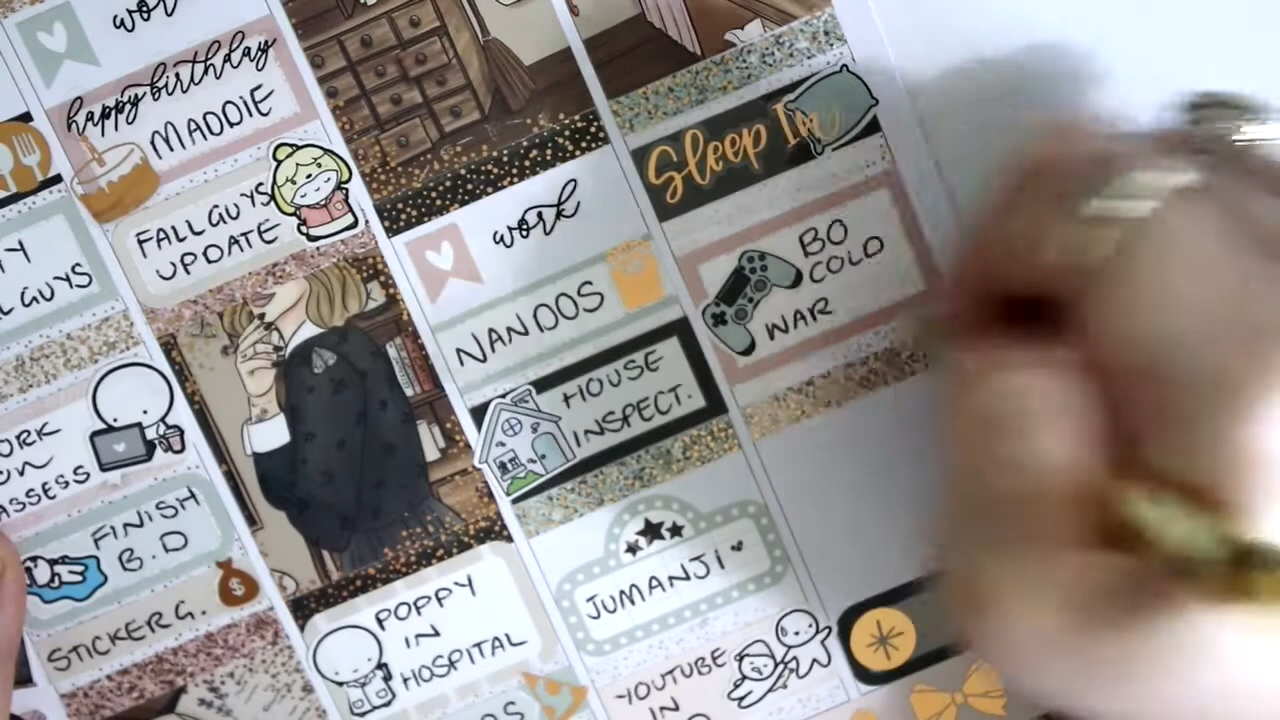 work
happy birthday
MADDIE
FALL GUYS
UPDATE
FINISH
B.D
STICKER G.
POPPY
IN
HOSPITAL
work
NANDOS
HOUSE
INSPECT.
JUMANJI
YOUTUBE
IN
Sleep In
BO
COLD
WAR